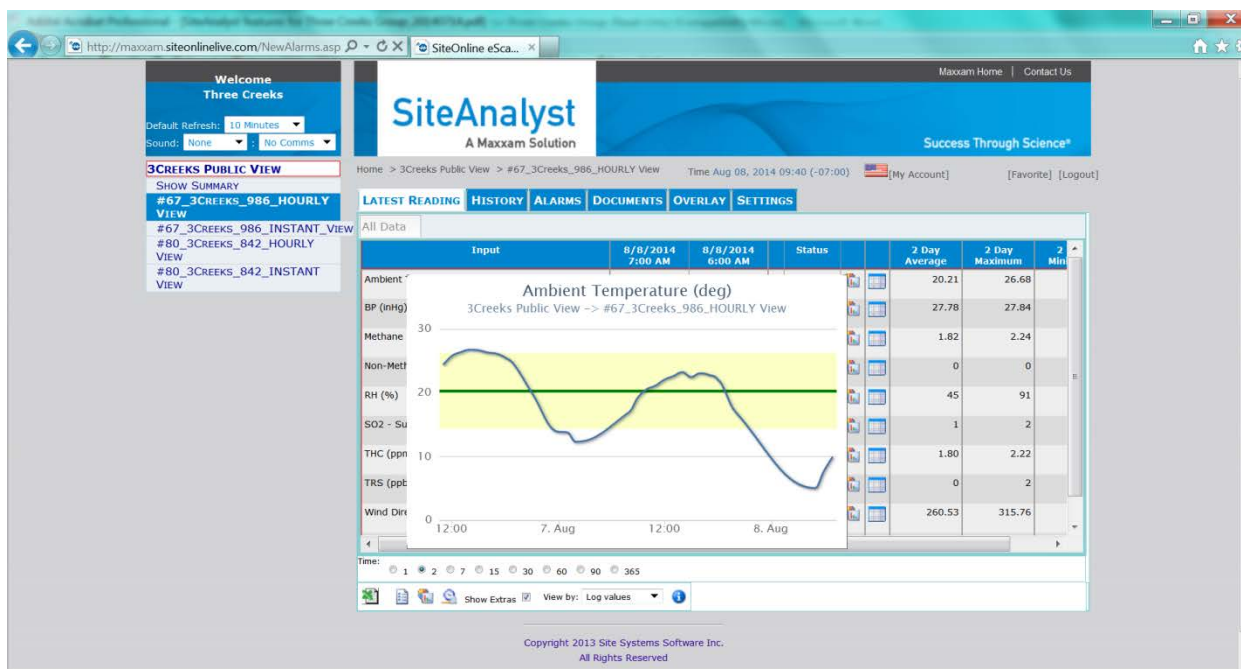 http://maxxam.siteonlinelive.com/NewAlarms.asp
SiteOnline eSca...
Welcome
Three Creeks
Default Refresh: 10 Minutes
Sound: None : No Comms
3CREEKS PUBLIC VIEW
SHOW SUMMARY
#67_3CREEKS_986_HOURLY
VIEW
#67_3CREEKS_986_INSTANT_VIEW
#80_3CREEKS_842_HOURLY
VIEW
#80_3CREEKS_842_INSTANT
VIEW
Maxxam Home | Contact Us
SiteAnalyst
A Maxxam Solution
Success Through Science®
Home > 3Creeks Public View > #67_3Creeks_986_HOURLY View
Time Aug 08, 2014 09:40 (-07:00)
[My Account] [Favorite] [Logout]
LATEST READING HISTORY ALARMS DOCUMENTS OVERLAY SETTINGS
All Data
Input 8/8/2014 7:00 AM 8/8/2014 6:00 AM Status 2 Day Average 2 Day Maximum 2 Min
Ambient 20.21 26.68
BP (inHg) 27.78 27.84
Methane 1.82 2.24
Non-Meth 0 0
RH (%) 45 91
SO2 - Su 1 2
THC (ppm 1.80 2.22
TRS (ppb 0 2
Wind Dire 260.53 315.76
Ambient Temperature (deg)
3Creeks Public View -> #67_3Creeks_986_HOURLY View
30
20
10
0
12:00 7. Aug 12:00 8. Aug
Time:
1 2 7 15 30 60 90 365
Show Extras View by: Log values
Copyright 2013 Site Systems Software Inc.
All Rights Reserved